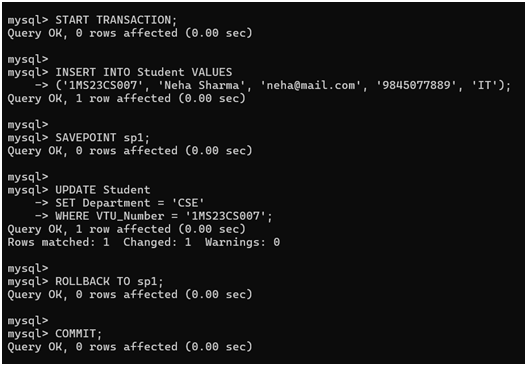 mysql> START TRANSACTION;
Query OK, 0 rows affected (0.00 sec)
mysql>
mysql> INSERT INTO Student VALUES
    -> ('1MS23CS007', 'Neha Sharma', 'neha@mail.com', '9845077889', 'IT');
Query OK, 1 row affected (0.00 sec)
mysql>
mysql> SAVEPOINT sp1;
Query OK, 0 rows affected (0.00 sec)
mysql>
mysql> UPDATE Student
    -> SET Department = 'CSE'
    -> WHERE VTU_Number = '1MS23CS007';
Query OK, 1 row affected (0.00 sec)
Rows matched: 1  Changed: 1  Warnings: 0
mysql>
mysql> ROLLBACK TO sp1;
Query OK, 0 rows affected (0.00 sec)
mysql>
mysql> COMMIT;
Query OK, 0 rows affected (0.00 sec)